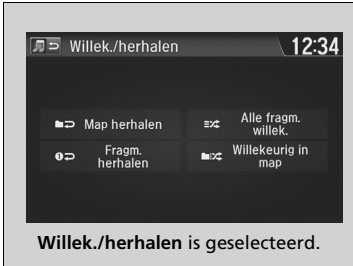 Willek./herhalen
12:34
Map herhalen
Alle fragm.
willek.
Fragm.
herhalen
Willekeurig in
map
Willek./herhalen is geselecteerd.